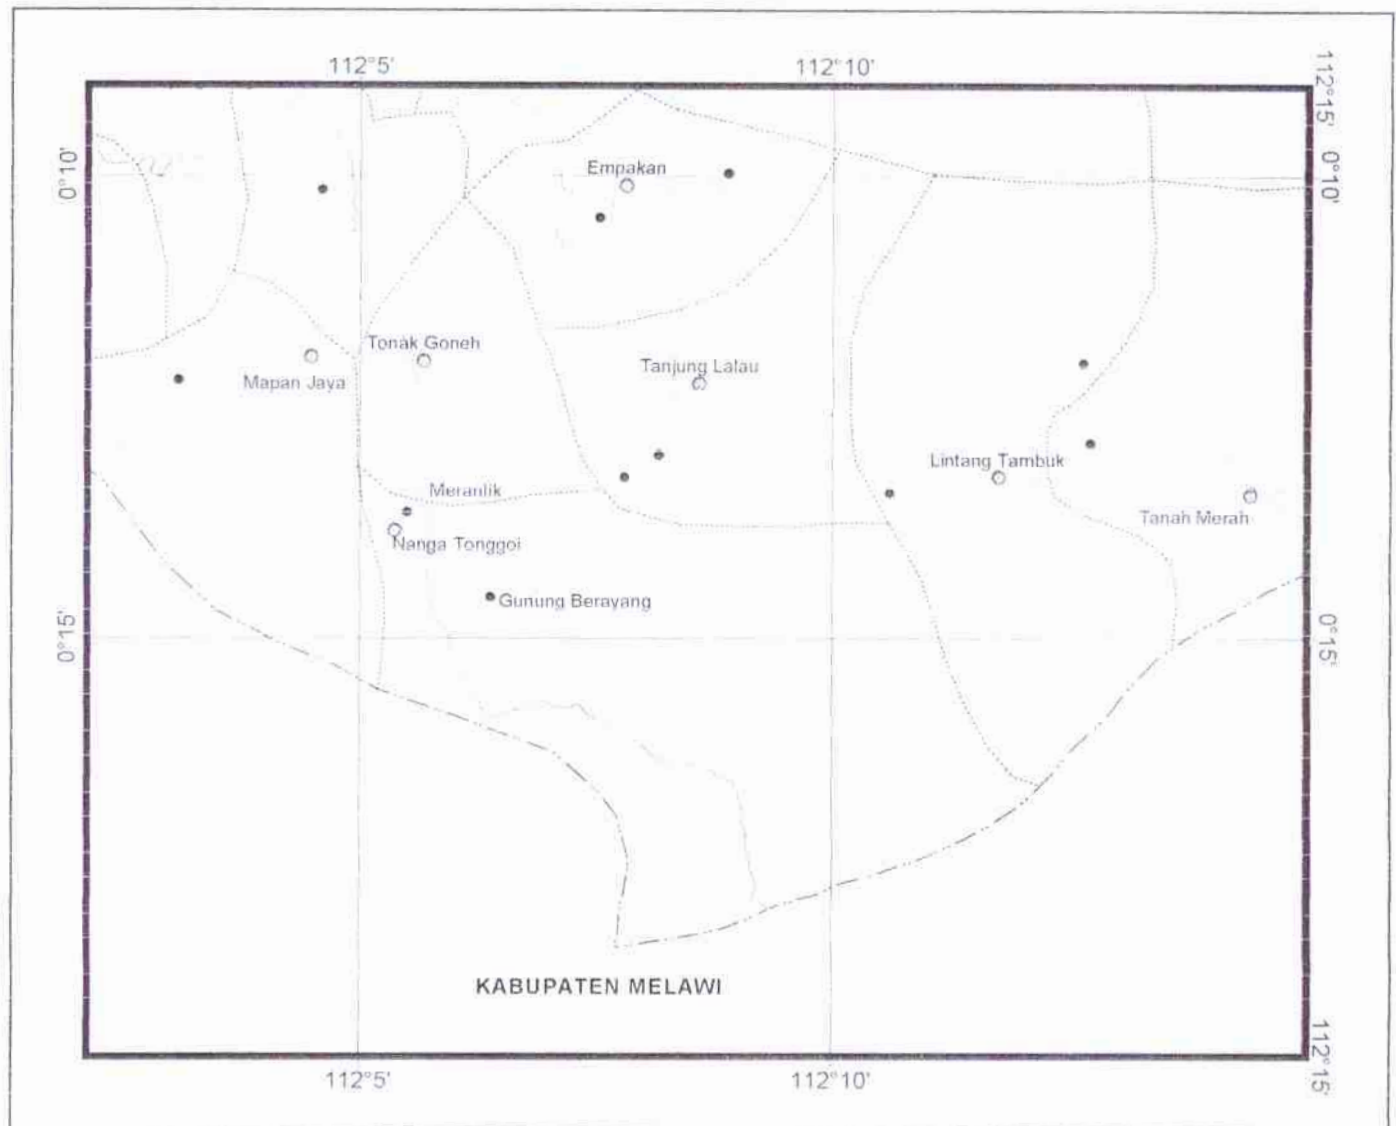 112°5'
112°10'
112°15'
0°10'
0°10'
Empakan
Tonak Goneh
Mapan Jaya
Tanjung Lalau
Lintang Tambuk
Meranlik
Tanah Merah
Nanga Tonggoi
Gunung Berayang
0°15'
0°15'
KABUPATEN MELAWI
112°5'
112°10'
112°15'